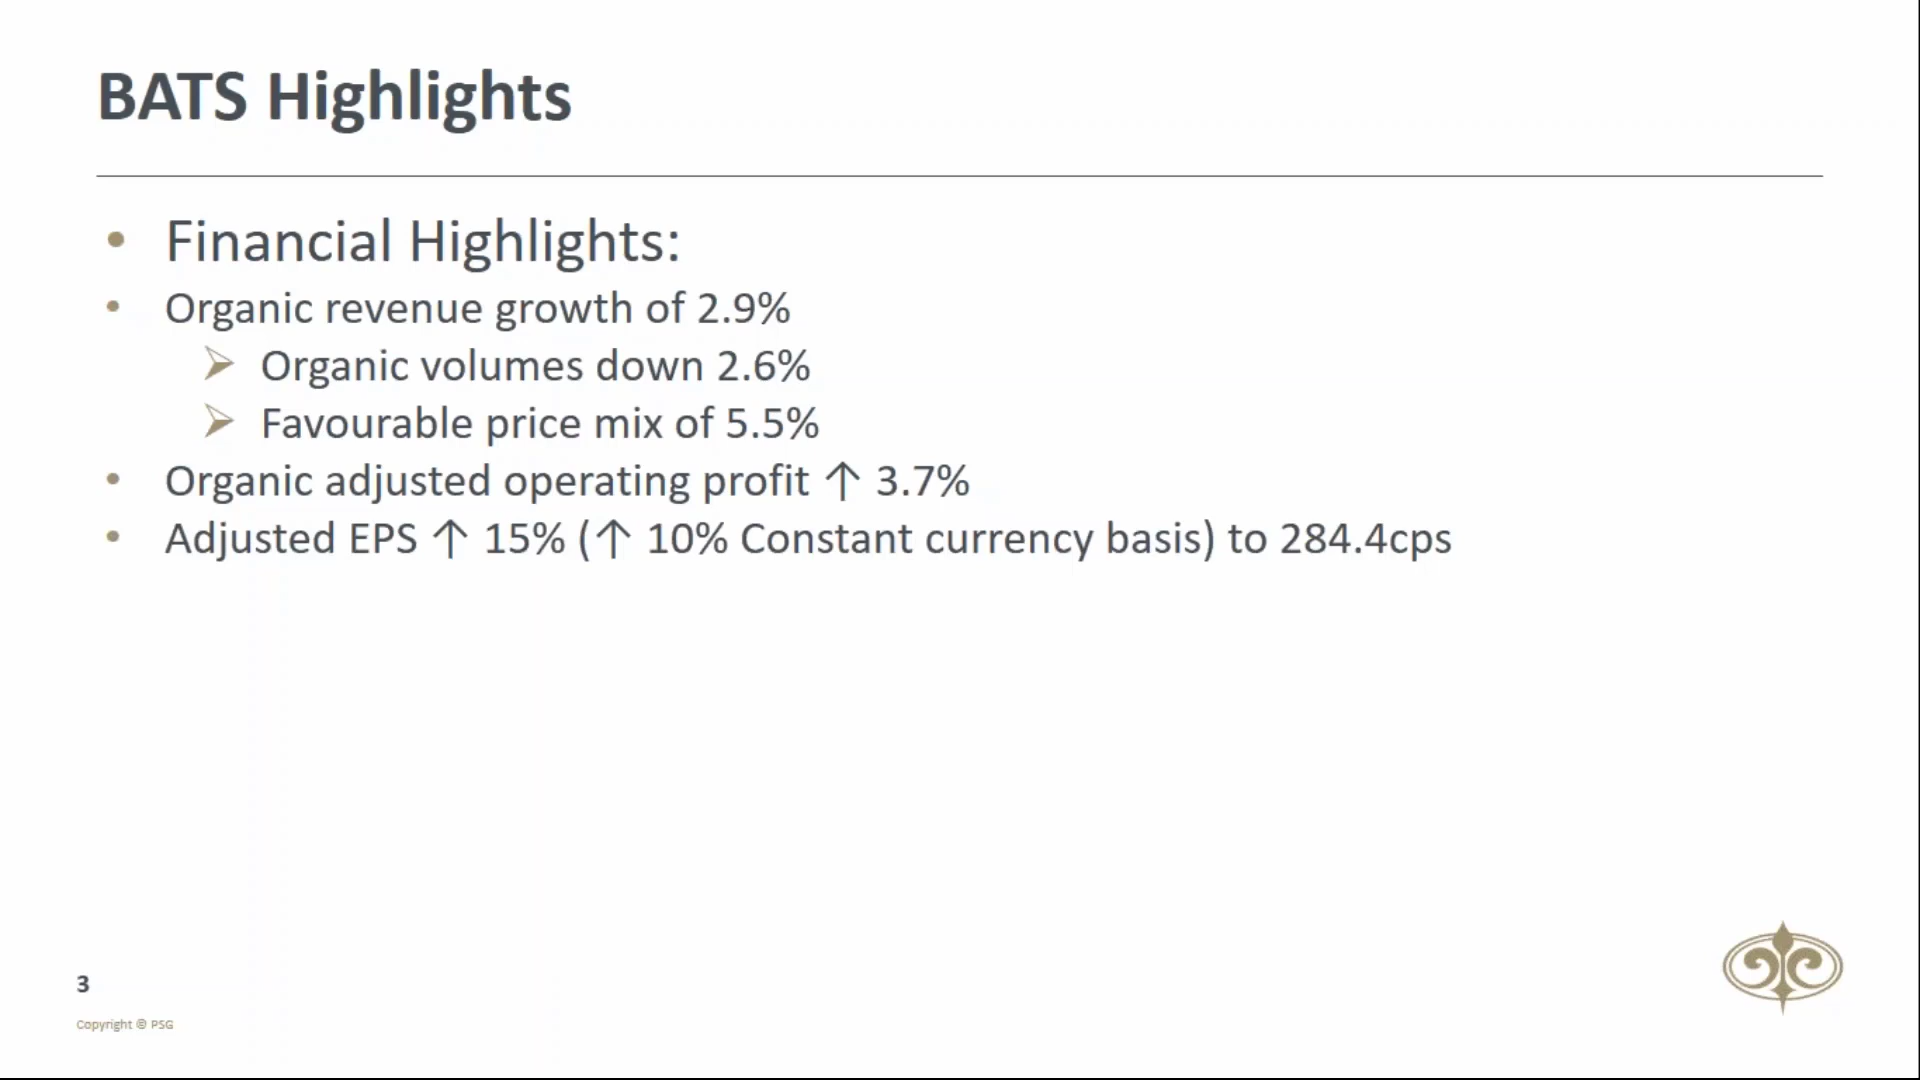 BATS Highlights
• Financial Highlights:
• Organic revenue growth of 2.9%
➢ Organic volumes down 2.6%
➢ Favourable price mix of 5.5%
• Organic adjusted operating profit ↑ 3.7%
• Adjusted EPS ↑ 15% (↑ 10% Constant currency basis) to 284.4cps
3
Copyright © PSG